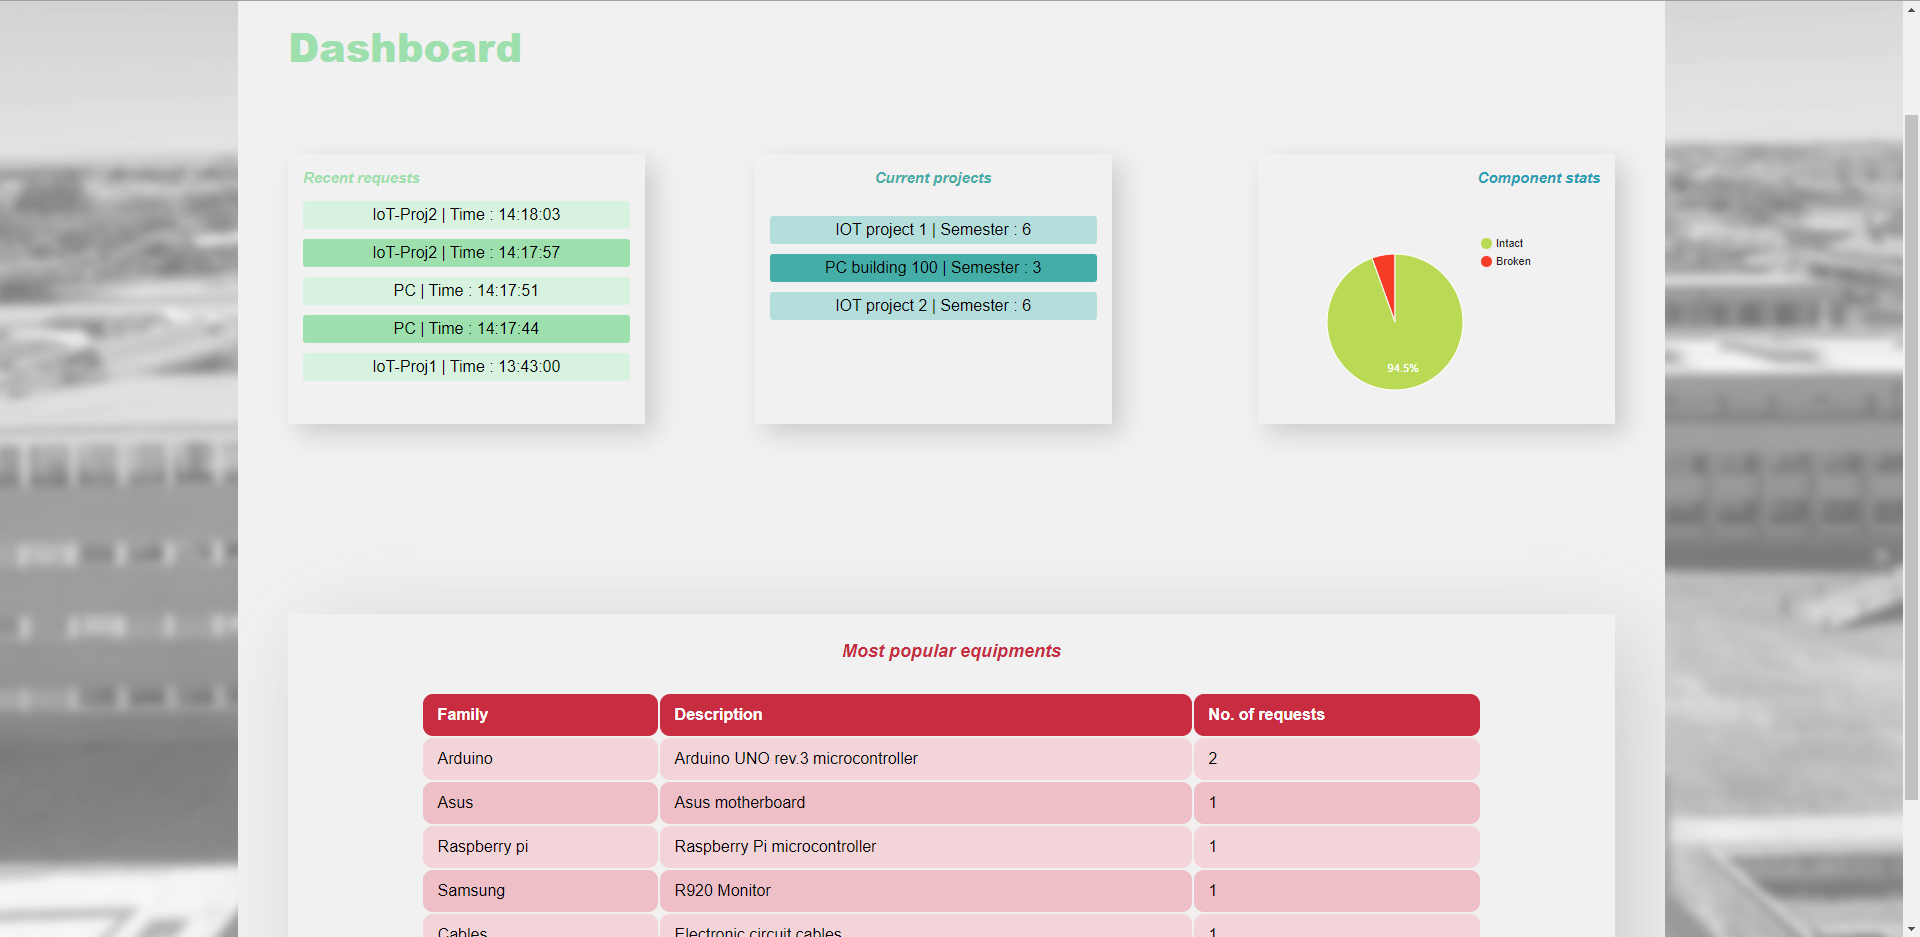 Dashboard
Recent requests
IoT-Proj2 | Time : 14:18:03
IoT-Proj2 | Time : 14:17:57
PC | Time : 14:17:51
PC | Time : 14:17:44
IoT-Proj1 | Time : 13:43:00
Current projects
IOT project 1 | Semester : 6
PC building 100 | Semester : 3
IOT project 2 | Semester : 6
Component stats
Intact
Broken
94.5%
Most popular equipments
Family Description No. of requests
Arduino Arduino UNO rev.3 microcontroller 2
Asus Asus motherboard 1
Raspberry pi Raspberry Pi microcontroller 1
Samsung R920 Monitor 1
Cables Electronic circuit cables 1